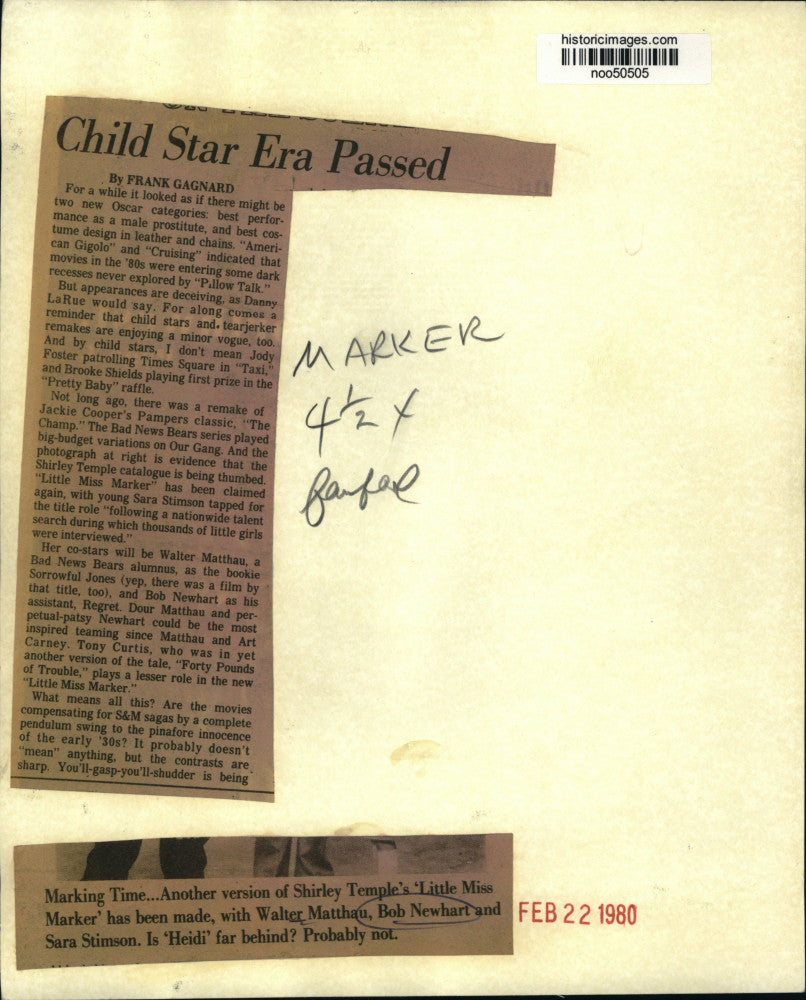 historicimages.com
noo50505
Child Star Era Passed
By FRANK GAGNARD
For a while it looked as if there might be
two new Oscar categories: best perfor-
mance as a male prostitute, and best cos-
tume design in leather and chains. "Ameri-
can Gigolo" and "Cruising" indicated that
movies in the '80s were entering some dark
recesses never explored by "Pillow Talk."
But appearances are deceiving, as Danny
LaRue would say. For along comes a
reminder that child stars and tearjerker
remakes are enjoying a minor vogue, too.
And by child stars, I don't mean Jody
Foster patrolling Times Square in "Taxi,"
and Brooke Shields playing first prize in the
"Pretty Baby" raffle.
Not long ago, there was a remake of
Jackie Cooper's Pampers classic, "The
Champ." The Bad News Bears series played
big-budget variations on Our Gang. And the
photograph at right is evidence that the
Shirley Temple catalogue is being thumbed.
"Little Miss Marker" has been claimed
again, with young Sara Stimson tapped for
the title role "following a nationwide talent
search during which thousands of little girls
were interviewed."
Her co-stars will be Walter Matthau, a
Bad News Bears alumnus, as the bookie
Sorrowful Jones (yep, there was a film by
that title, too), and Bob Newhart as his
assistant, Regret. Dour Matthau and per-
petual-patsy Newhart could be the most
inspired teaming since Matthau and Art
Carney. Tony Curtis, who was in yet
another version of the tale, "Forty Pounds
of Trouble," plays a lesser role in the new
"Little Miss Marker."
What means all this? Are the movies
compensating for S&M sagas by a complete
pendulum swing to the pinafore innocence
of the early '30s? It probably doesn't
"mean" anything, but the contrasts are
sharp. You'll-gasp-you'll-shudder is being
MARKER
4 1/2 x
Marking Time...Another version of Shirley Temple's 'Little Miss
Marker' has been made, with Walter Matthau, Bob Newhart and
Sara Stimson. Is 'Heidi' far behind? Probably not.
FEB 22 1980